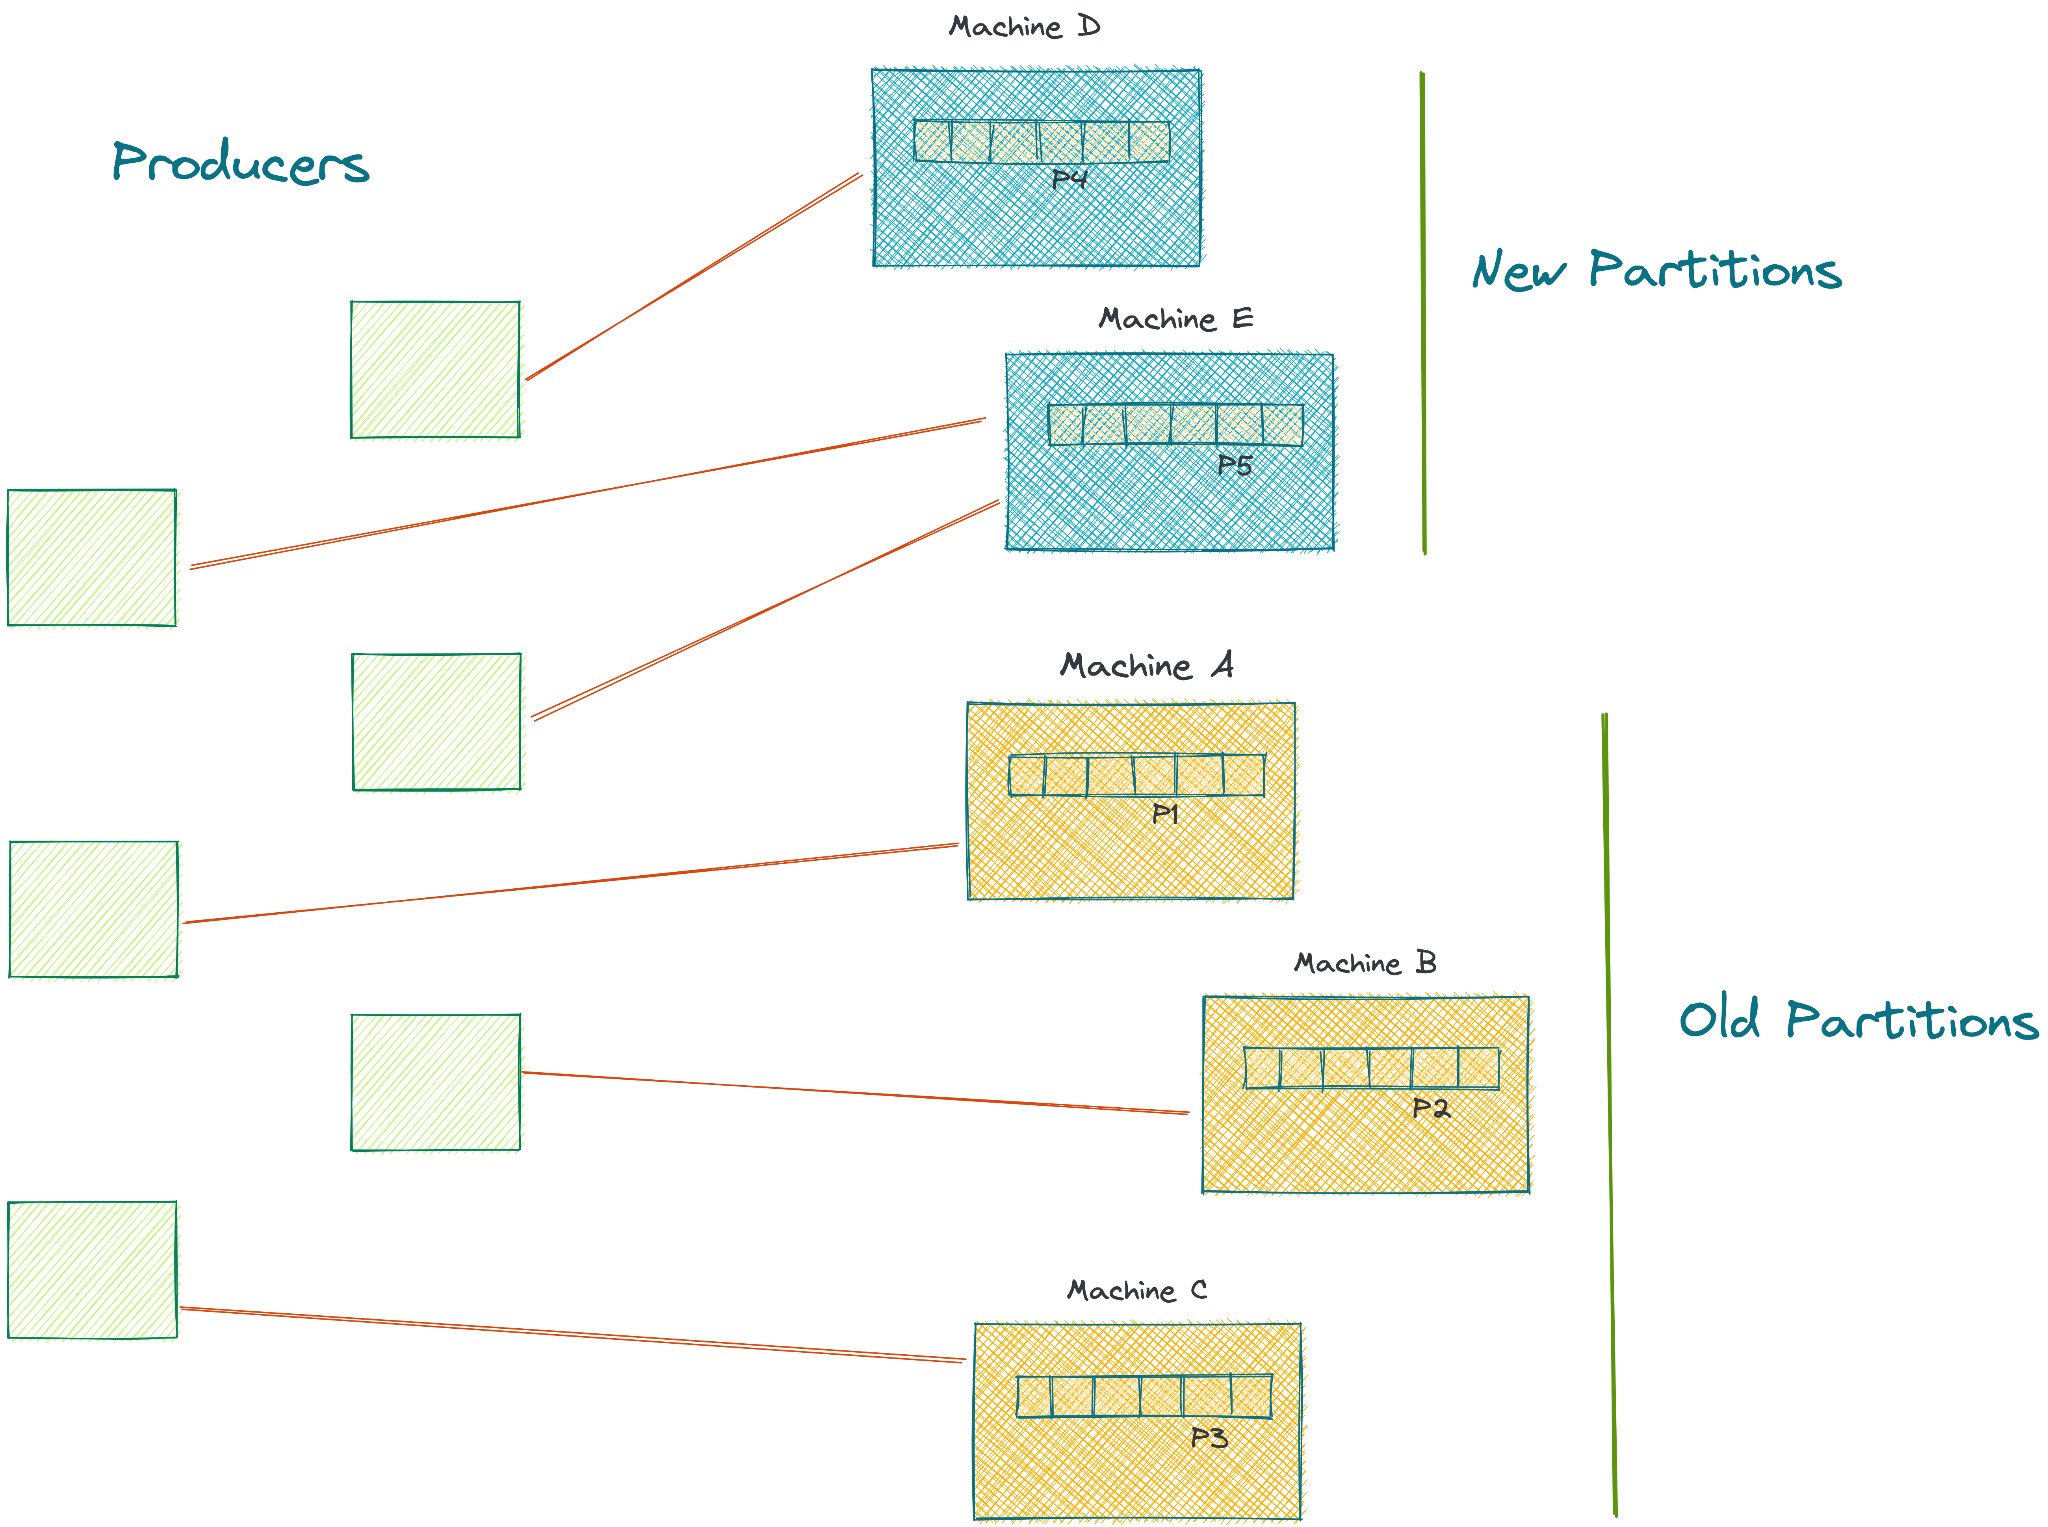 Machine D
Producers
P4
New Partitions
Machine E
P5
Machine A
P1
Machine B
Old Partitions
P2
Machine C
P3